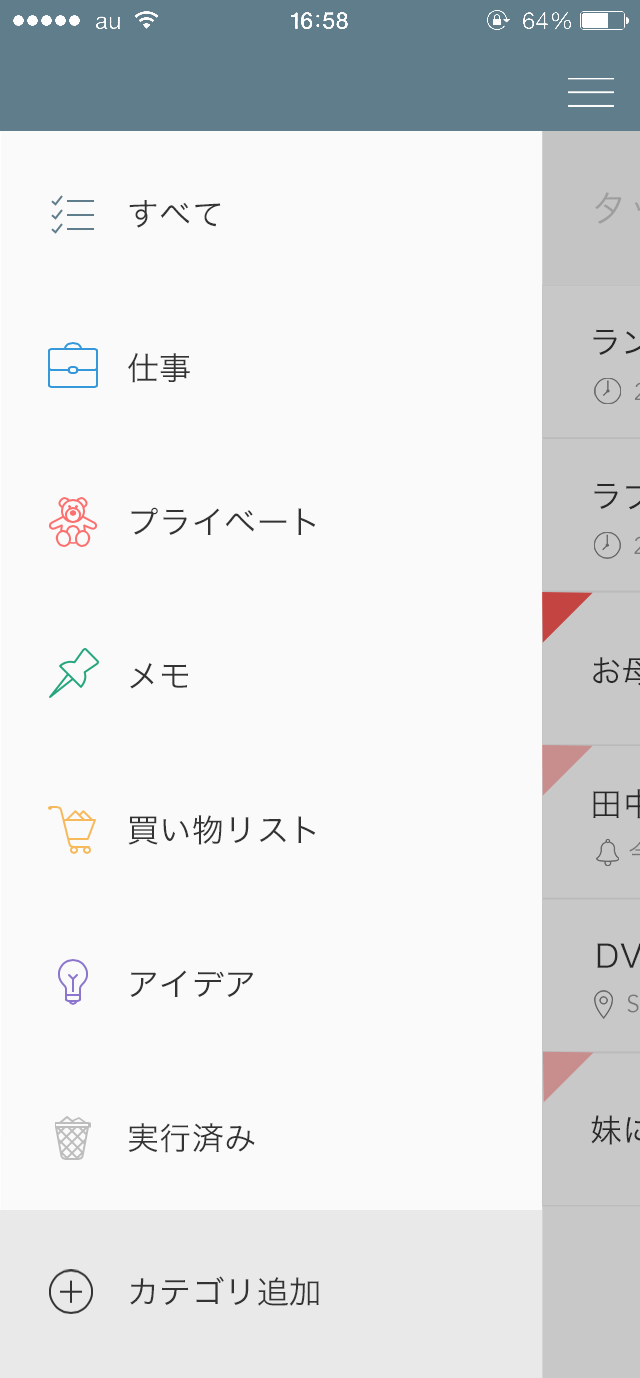 au 16:58 64%
すべて
仕事
プライベート
メモ
買い物リスト
アイデア
実行済み
カテゴリ追加
タッ
ラン
2
ラフ
2
お母
田中
DV
S
妹に